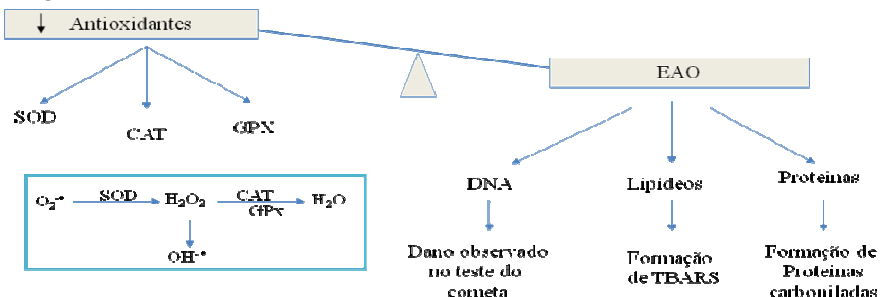 ↓ Antioxidantes
EAO
SOD
CAT
GPX
O₂⁻• SOD H₂O₂ CAT GPx H₂O
OH⁻•
DNA
Lipídeos
Proteínas
Dano observado
no teste do
cometa
Formação
de TBARS
Formação de
Proteínas
carboniladas